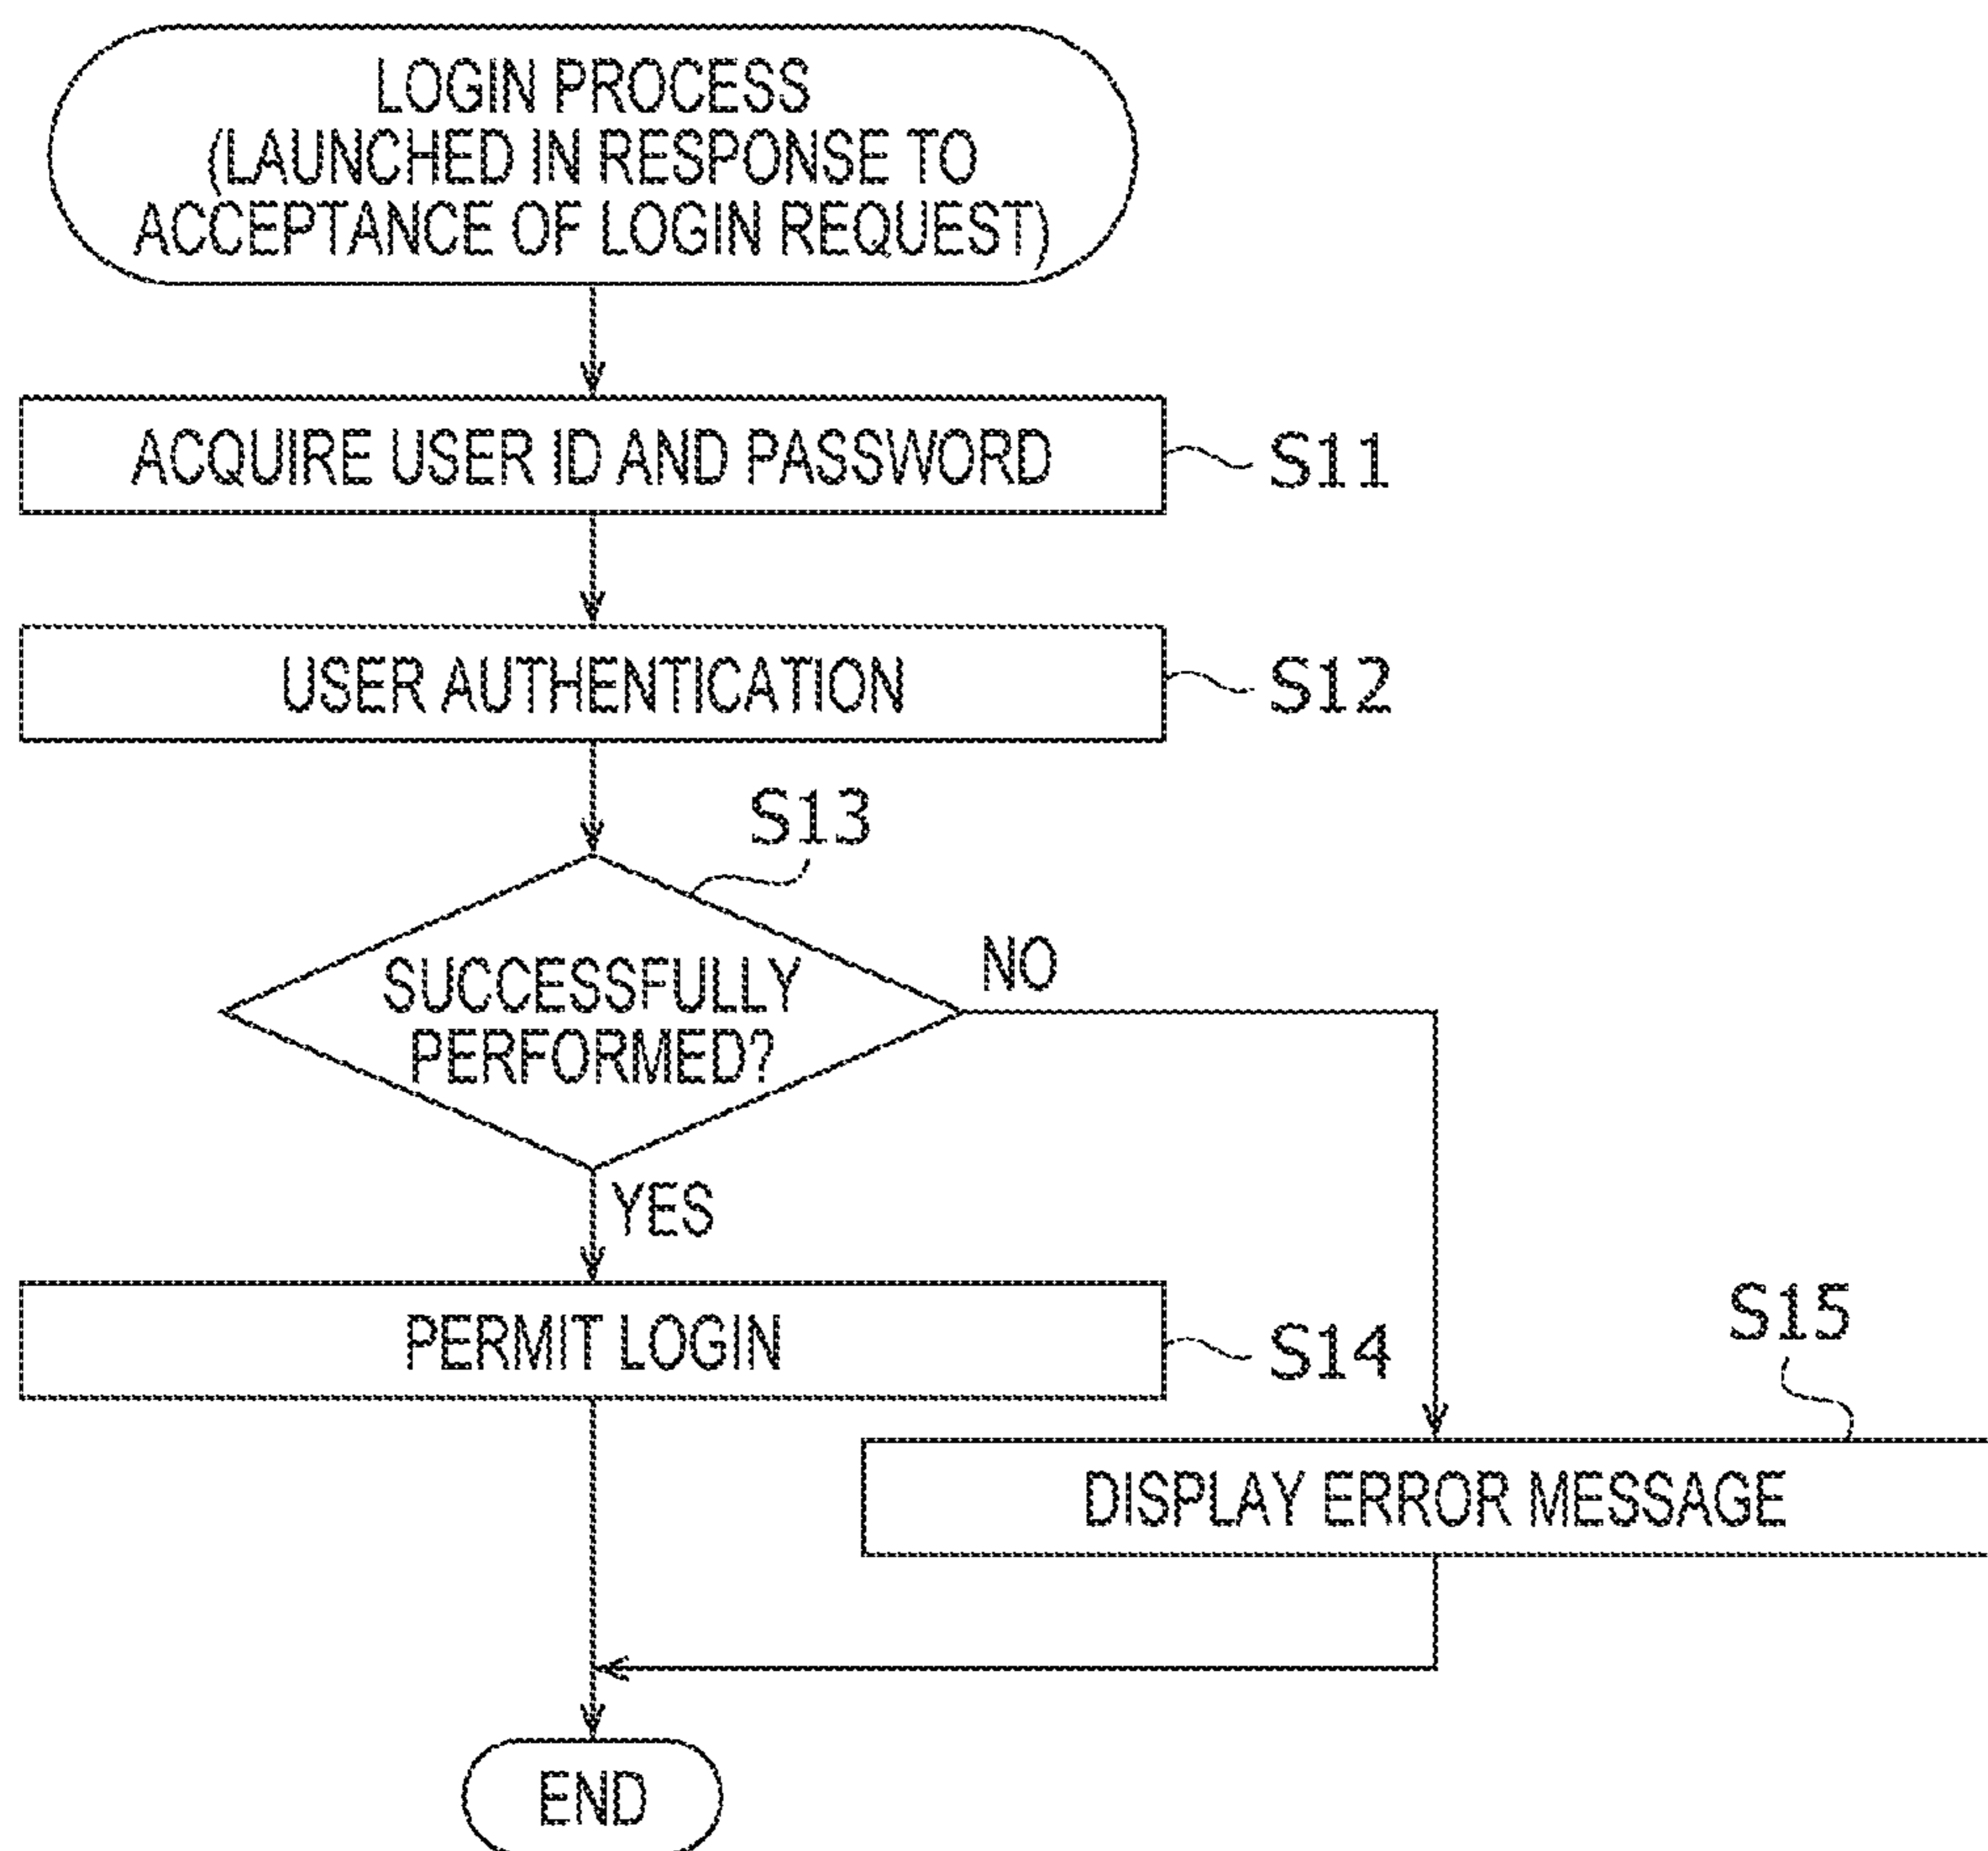 LOGIN PROCESS
(LAUNCHED IN RESPONSE TO
ACCEPTANCE OF LOGIN REQUEST)
ACQUIRE USER ID AND PASSWORD
S11
USER AUTHENTICATION
S12
S13
SUCCESSFULLY
PERFORMED?
NO
YES
PERMIT LOGIN
S14
S15
DISPLAY ERROR MESSAGE
END